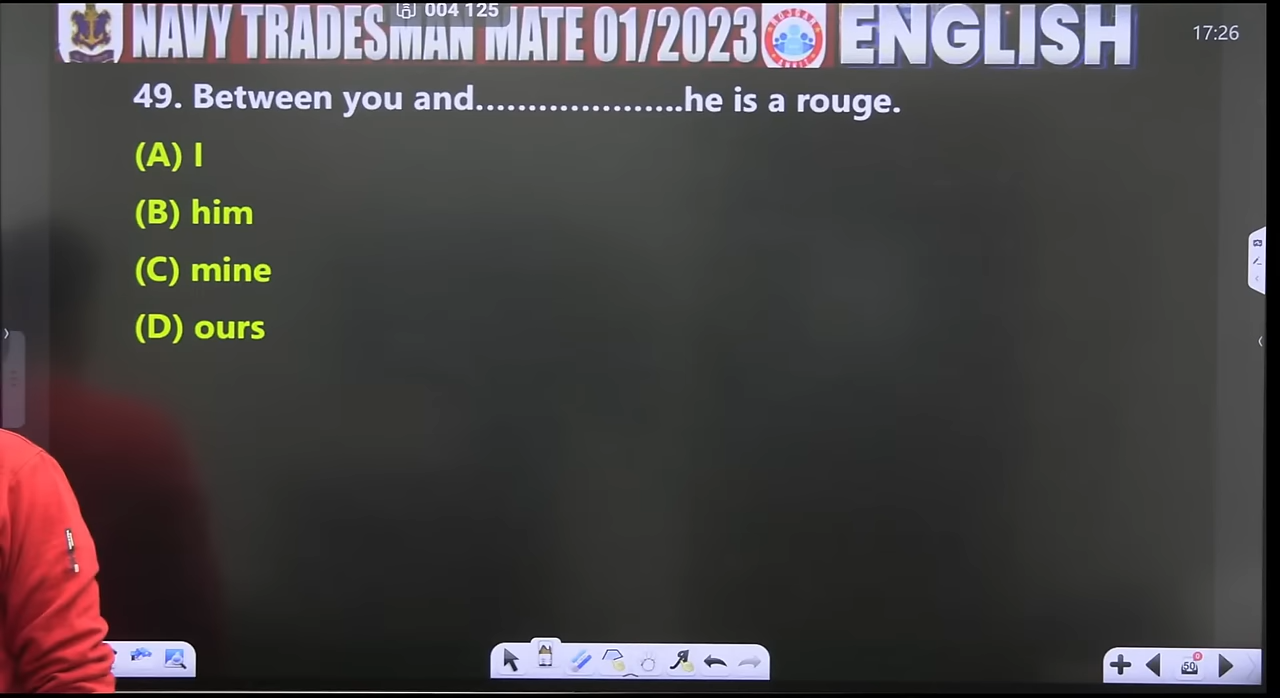 004 125
NAVY TRADESMAN MATE 01/2023 ENGLISH
17:26
49. Between you and....................he is a rouge.
(A) I
(B) him
(C) mine
(D) ours
50